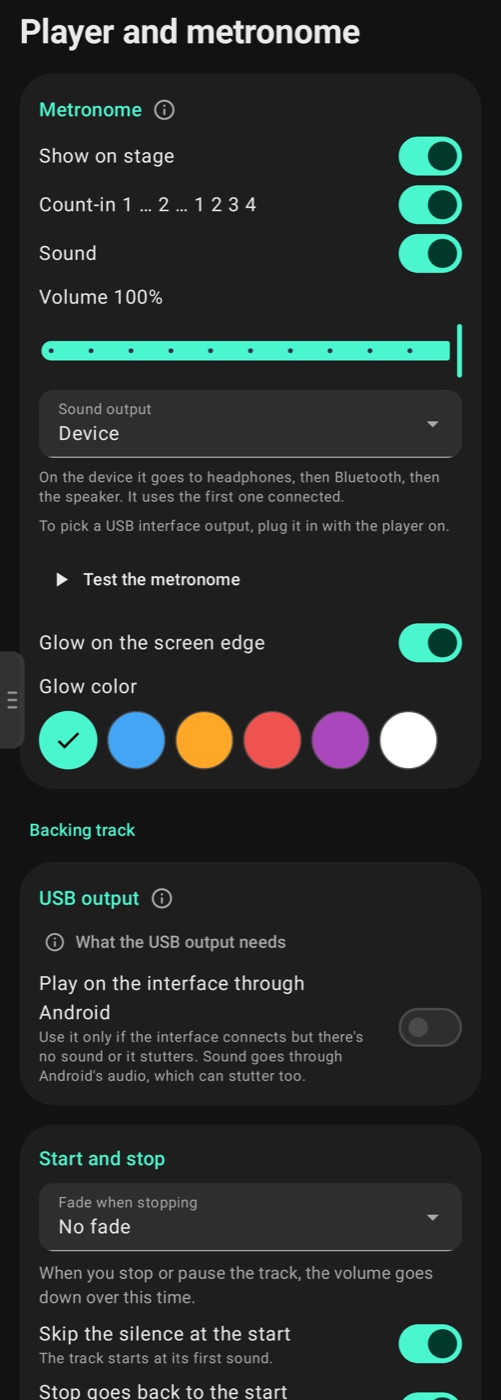 Player and metronome
Metronome
Show on stage
Count-in 1 … 2 … 1 2 3 4
Sound
Volume 100%
Sound output
Device
On the device it goes to headphones, then Bluetooth, then
the speaker. It uses the first one connected.
To pick a USB interface output, plug it in with the player on.
Test the metronome
Glow on the screen edge
Glow color
Backing track
USB output
What the USB output needs
Play on the interface through
Android
Use it only if the interface connects but there's
no sound or it stutters. Sound goes through
Android's audio, which can stutter too.
Start and stop
Fade when stopping
No fade
When you stop or pause the track, the volume goes
down over this time.
Skip the silence at the start
The track starts at its first sound.
Stop goes back to the start